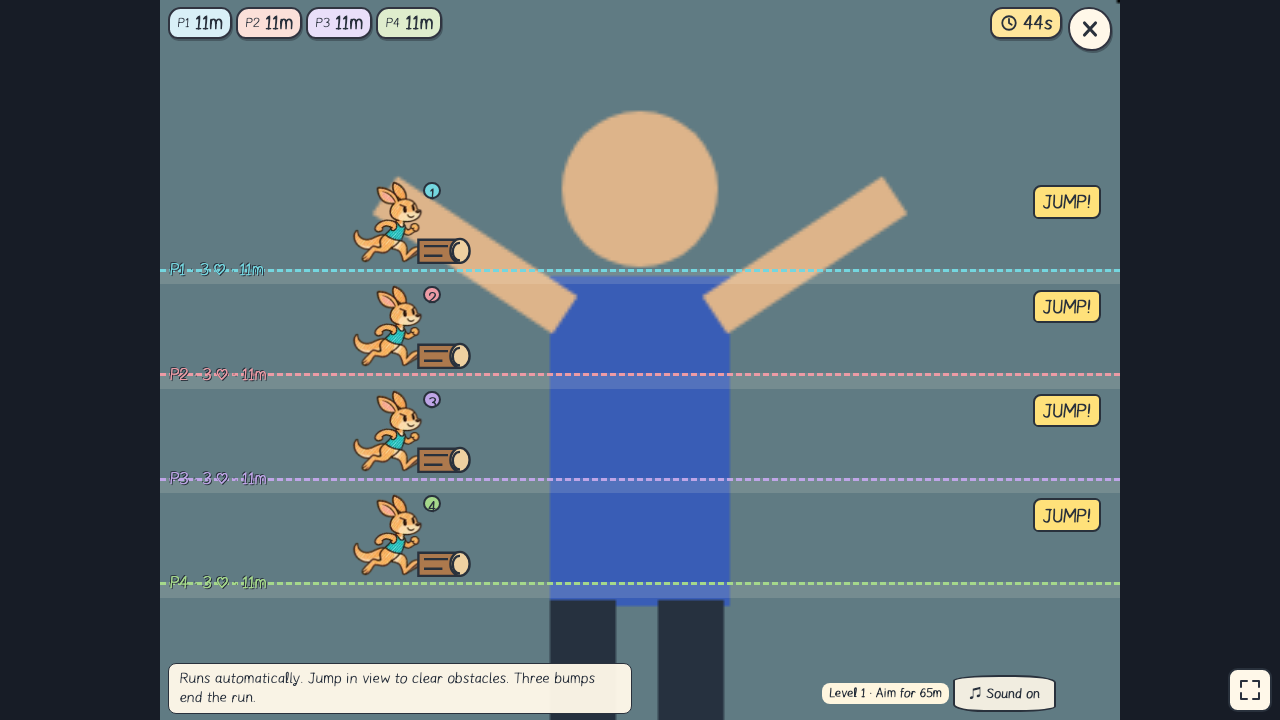 P1 11m P2 11m P3 11m P4 11m 44s
1
JUMP!
P1 · 3♡ · 11m
2
JUMP!
P2 · 3♡ · 11m
3
JUMP!
P3 · 3♡ · 11m
4
JUMP!
P4 · 3♡ · 11m
Runs automatically. Jump in view to clear obstacles. Three bumps
end the run.
Level 1 · Aim for 65m
Sound on